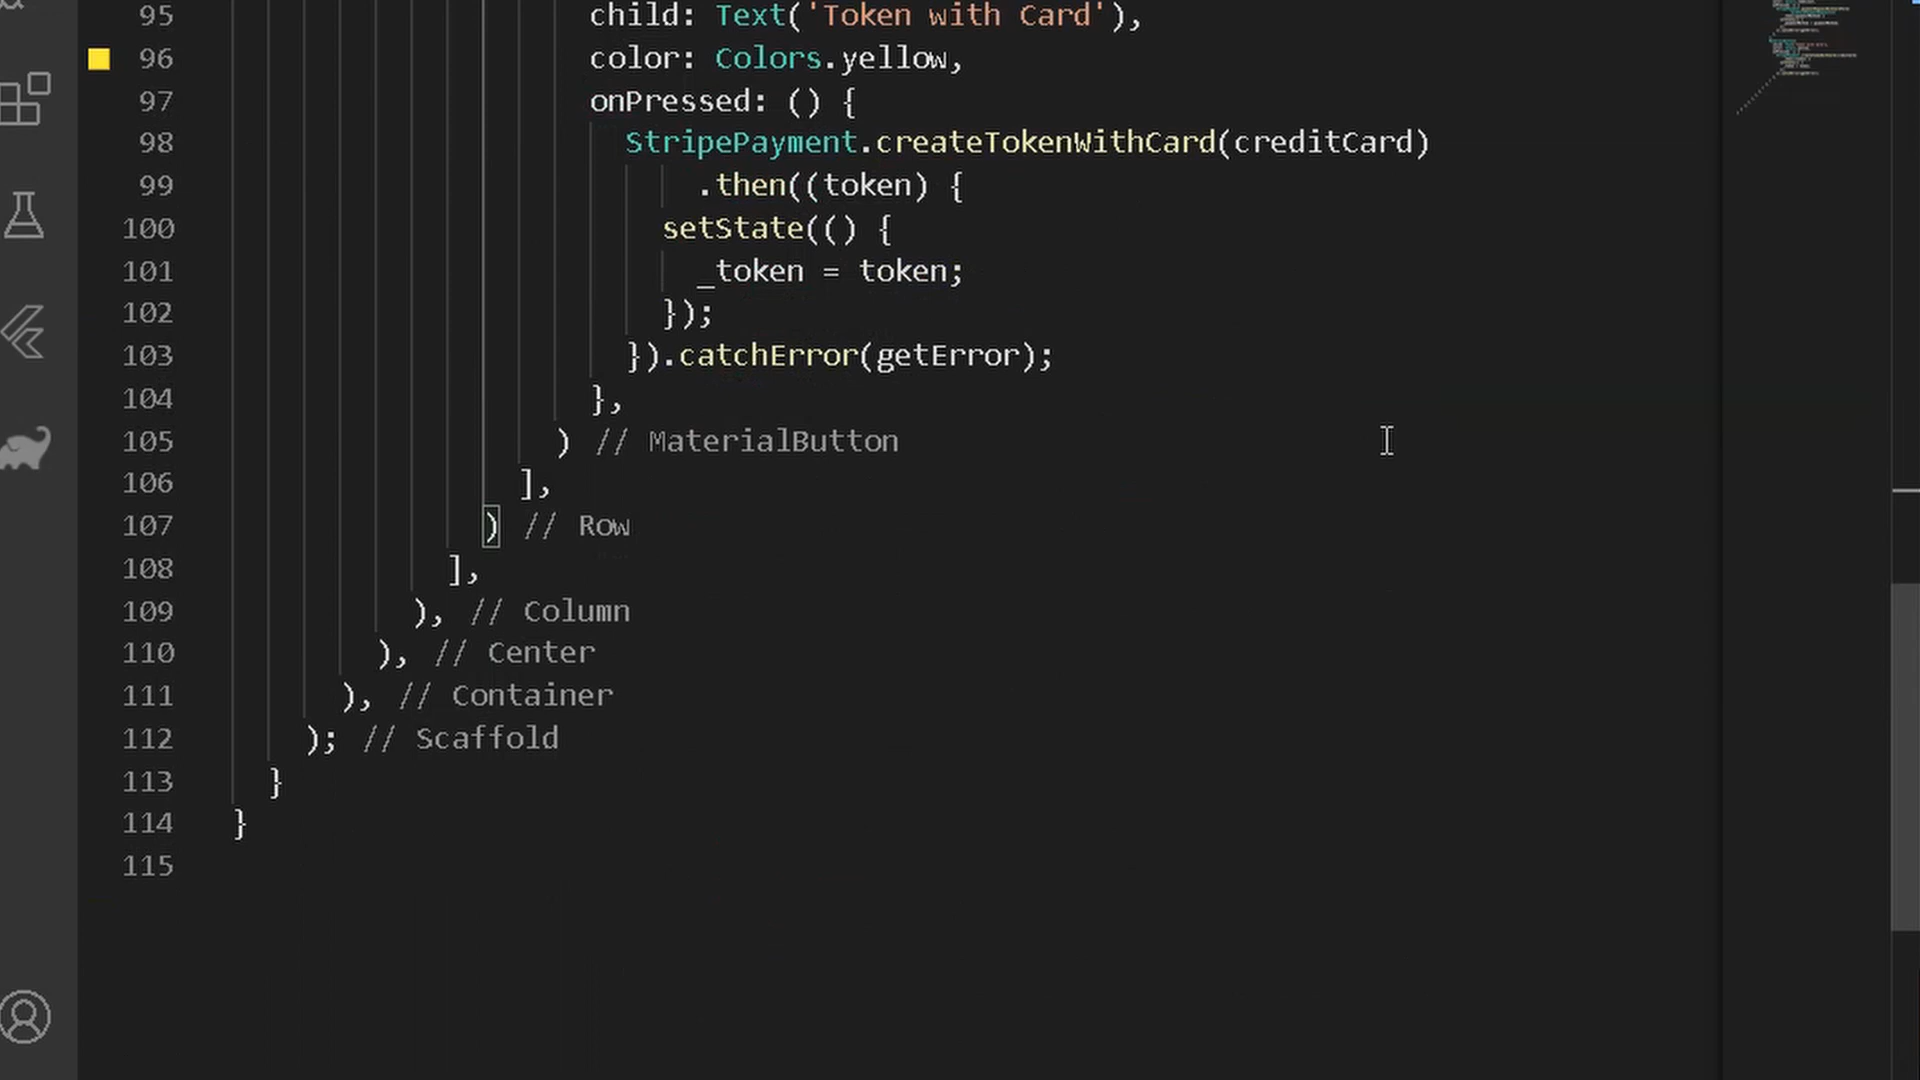 95 child: Text('Token with Card'),
96 color: Colors.yellow,
97 onPressed: () {
98 StripePayment.createTokenWithCard(creditCard)
99 .then((token) {
100 setState(() {
101 _token = token;
102 });
103 }).catchError(getError);
104 },
105 ) // MaterialButton
106 ],
107 ) // Row
108 ],
109 ), // Column
110 ), // Center
111 ), // Container
112 ); // Scaffold
113 }
114 }
115